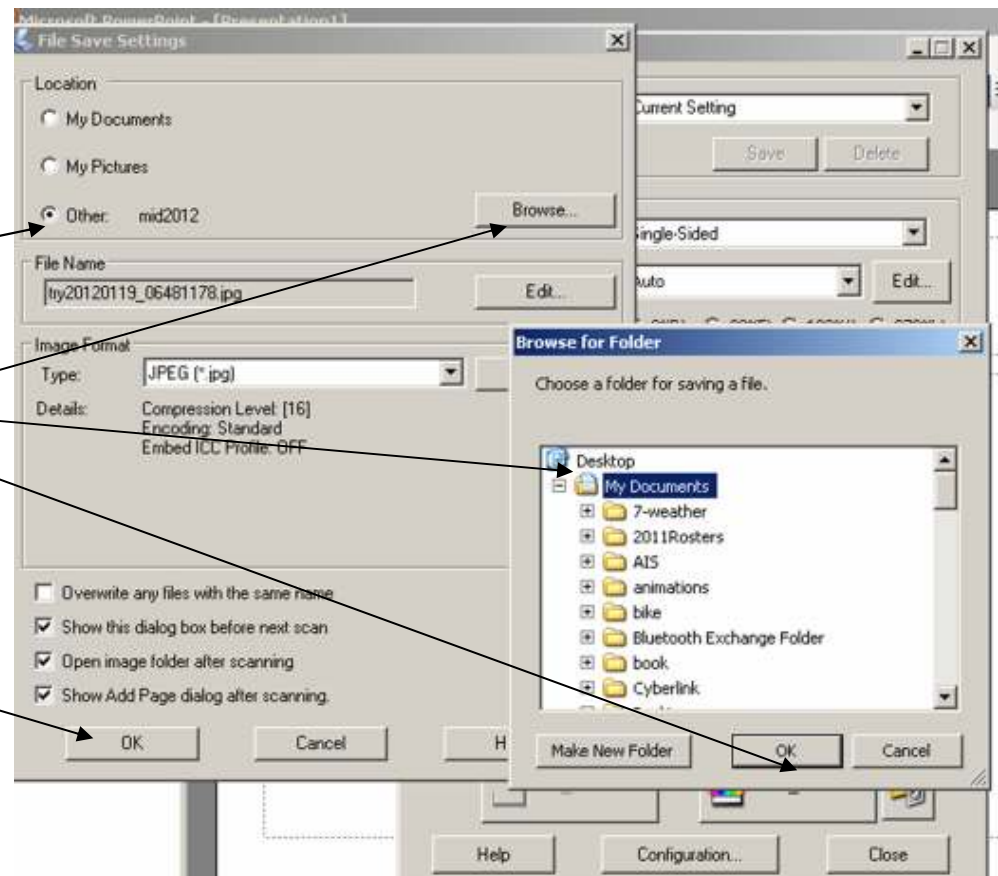 Microsoft PowerPoint - [Presentation1]
File Save Settings
Location
My Documents
My Pictures
Other: mid2012
Browse...
File Name
try20120119_06481178.jpg
Edit...
Image Format
Type: JPEG (*.jpg)
Details: Compression Level: [16]
Encoding: Standard
Embed ICC Profile: OFF
Overwrite any files with the same name
Show this dialog box before next scan
Open image folder after scanning
Show Add Page dialog after scanning.
OK Cancel H
Current Setting
Save Delete
Single-Sided
Auto Edit...
Browse for Folder
Choose a folder for saving a file.
Desktop
My Documents
7-weather
2011Rosters
AIS
animations
bike
Bluetooth Exchange Folder
book
Cyberlink
Make New Folder OK Cancel
Help Configuration... Close